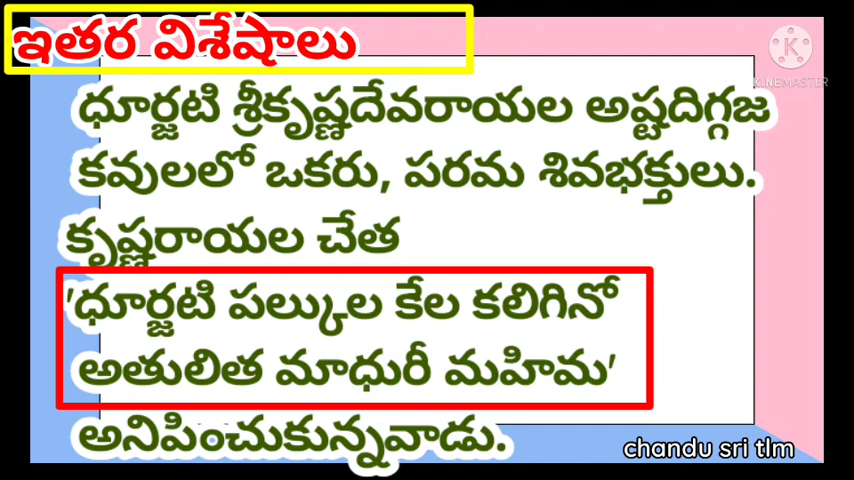 ఇతర విశేషాలు
KINEMASTER
ధూర్జటి శ్రీకృష్ణదేవరాయల అష్టదిగ్గజ
కవులలో ఒకరు, పరమ శివభక్తులు.
కృష్ణరాయల చేత
'ధూర్జటి పల్కుల కేల కలిగినో
అతులిత మాధురీ మహిమ'
అనిపించుకున్నవాడు.
chandu sri tlm